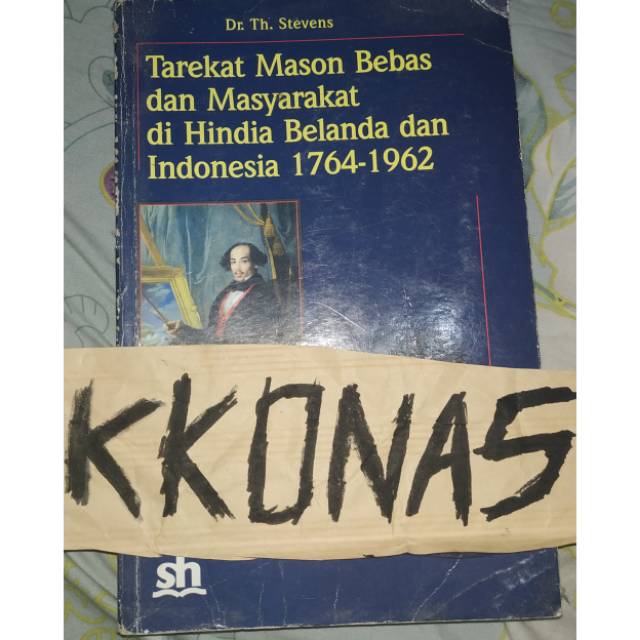 Dr. Th. Stevens
Tarekat Mason Bebas
dan Masyarakat
di Hindia Belanda dan
Indonesia 1764-1962
KKONAS
sh